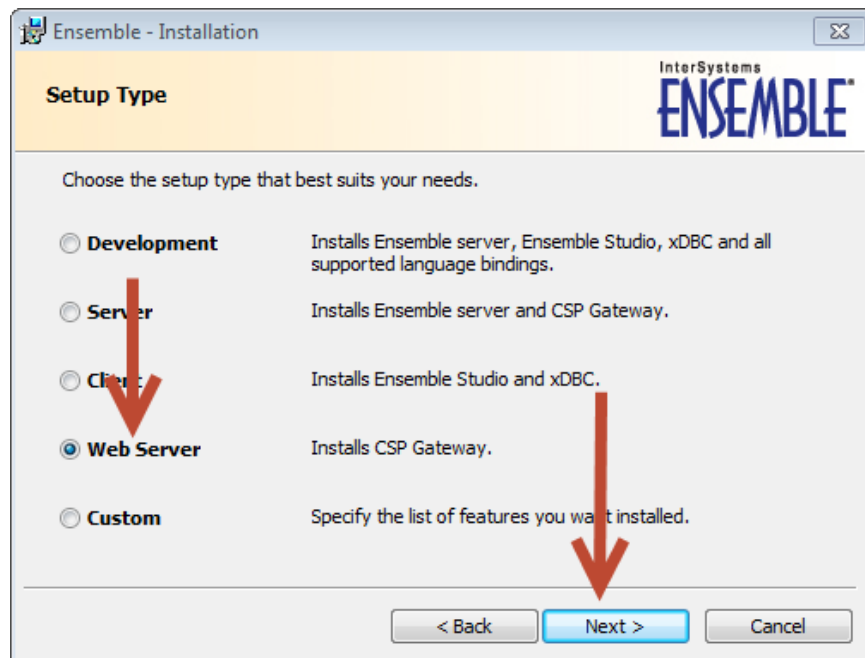 Ensemble - Installation
Setup Type
InterSystems
ENSEMBLE
Choose the setup type that best suits your needs.
Development
Installs Ensemble server, Ensemble Studio, xDBC and all
supported language bindings.
Server
Installs Ensemble server and CSP Gateway.
Client
Installs Ensemble Studio and xDBC.
Web Server
Installs CSP Gateway.
Custom
Specify the list of features you want installed.
< Back
Next >
Cancel